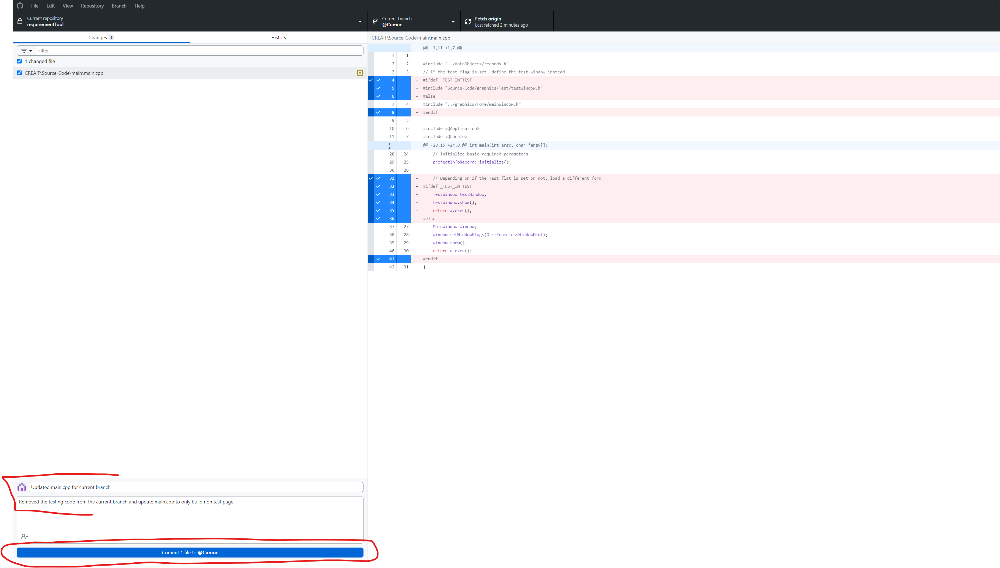 File Edit View Repository Branch Help
Current repository
requirementTool
Current branch
@Cumuc
Fetch origin
Last fetched 2 minutes ago
Changes 1 History
Filter
1 changed file
CREAiT\Source-Code\main\main.cpp
CREAiT\Source-Code\main\main.cpp
@@ -1,11 +1,7 @@
1 1
2 2 #include "../dataObjects/records.h"
3 3 // If the test flag is set, define the test window instead
4 - #ifdef _TEST_INTTEST
5 - #include "Source-Code/graphics/Test/testWindow.h"
6 - #else
7 4 #include "../graphics/Home/mainWindow.h"
8 - #endif
9 5
10 6 #include <QApplication>
11 7 #include <QLocale>
@@ -28,15 +24,8 @@ int main(int argc, char *argv[])
28 24 // Initialize basic required parameters
29 25 projectInfoRecord::initialize();
30 26
31 - // Depending on if the Test flat is set or not, load a different form
32 - #ifdef _TEST_INTTEST
33 - TestWindow testWindow;
34 - testWindow.show();
35 - return a.exec();
36 - #else
37 27 MainWindow window;
38 28 window.setWindowFlags(Qt::FramelessWindowHint);
39 29 window.show();
40 30 return a.exec();
41 - #endif
42 31 }
Updated main.cpp for current branch
Removed the testing code from the current branch and update main.cpp to only build non test page.
Commit 1 file to @Cumuc